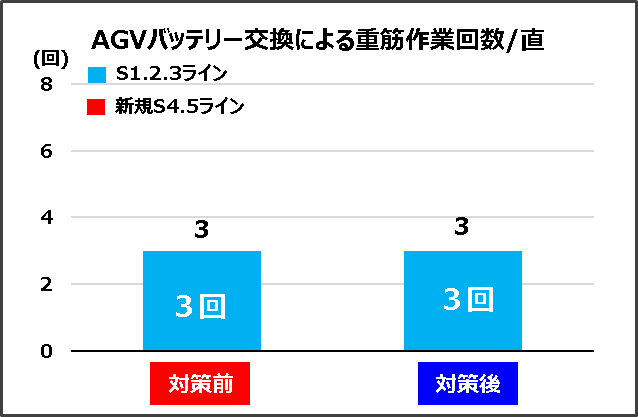 AGVバッテリー交換による重筋作業回数/直
(回)
S1.2.3ライン
8
新規S4.5ライン
6
4
3
3
2
3回
3回
0
対策前
対策後